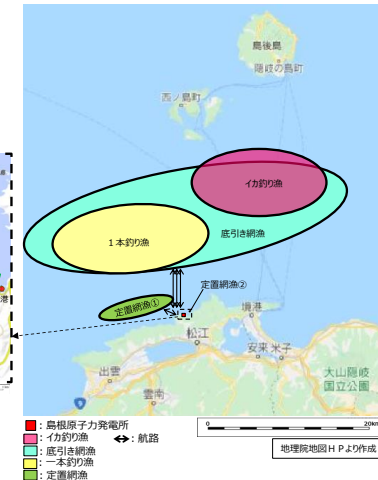 島後島
隠岐の島町
西ノ島町
イカ釣り漁
底引き網漁
1本釣り漁
定置網漁②
定置網漁①
境港
松江
安来
米子
出雲
雲南
大山隠岐
国立公園
港
0
20km
:島根原子力発電所
:イカ釣り漁
:航路
:底引き網漁
:一本釣り漁
:定置網漁
地理院地図HPより作成